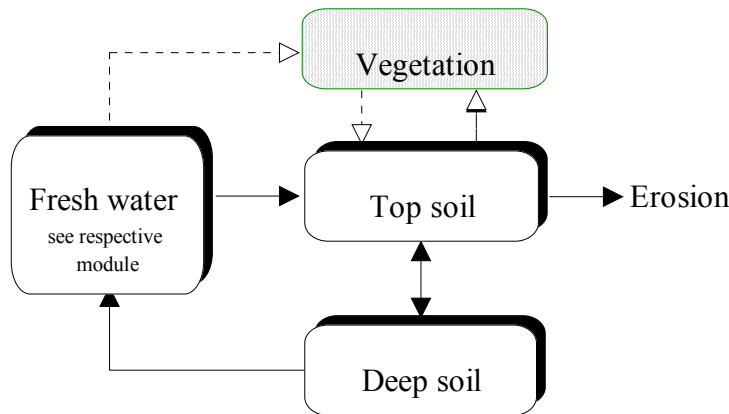 Vegetation
Fresh water
see respective
module
Top soil
Erosion
Deep soil